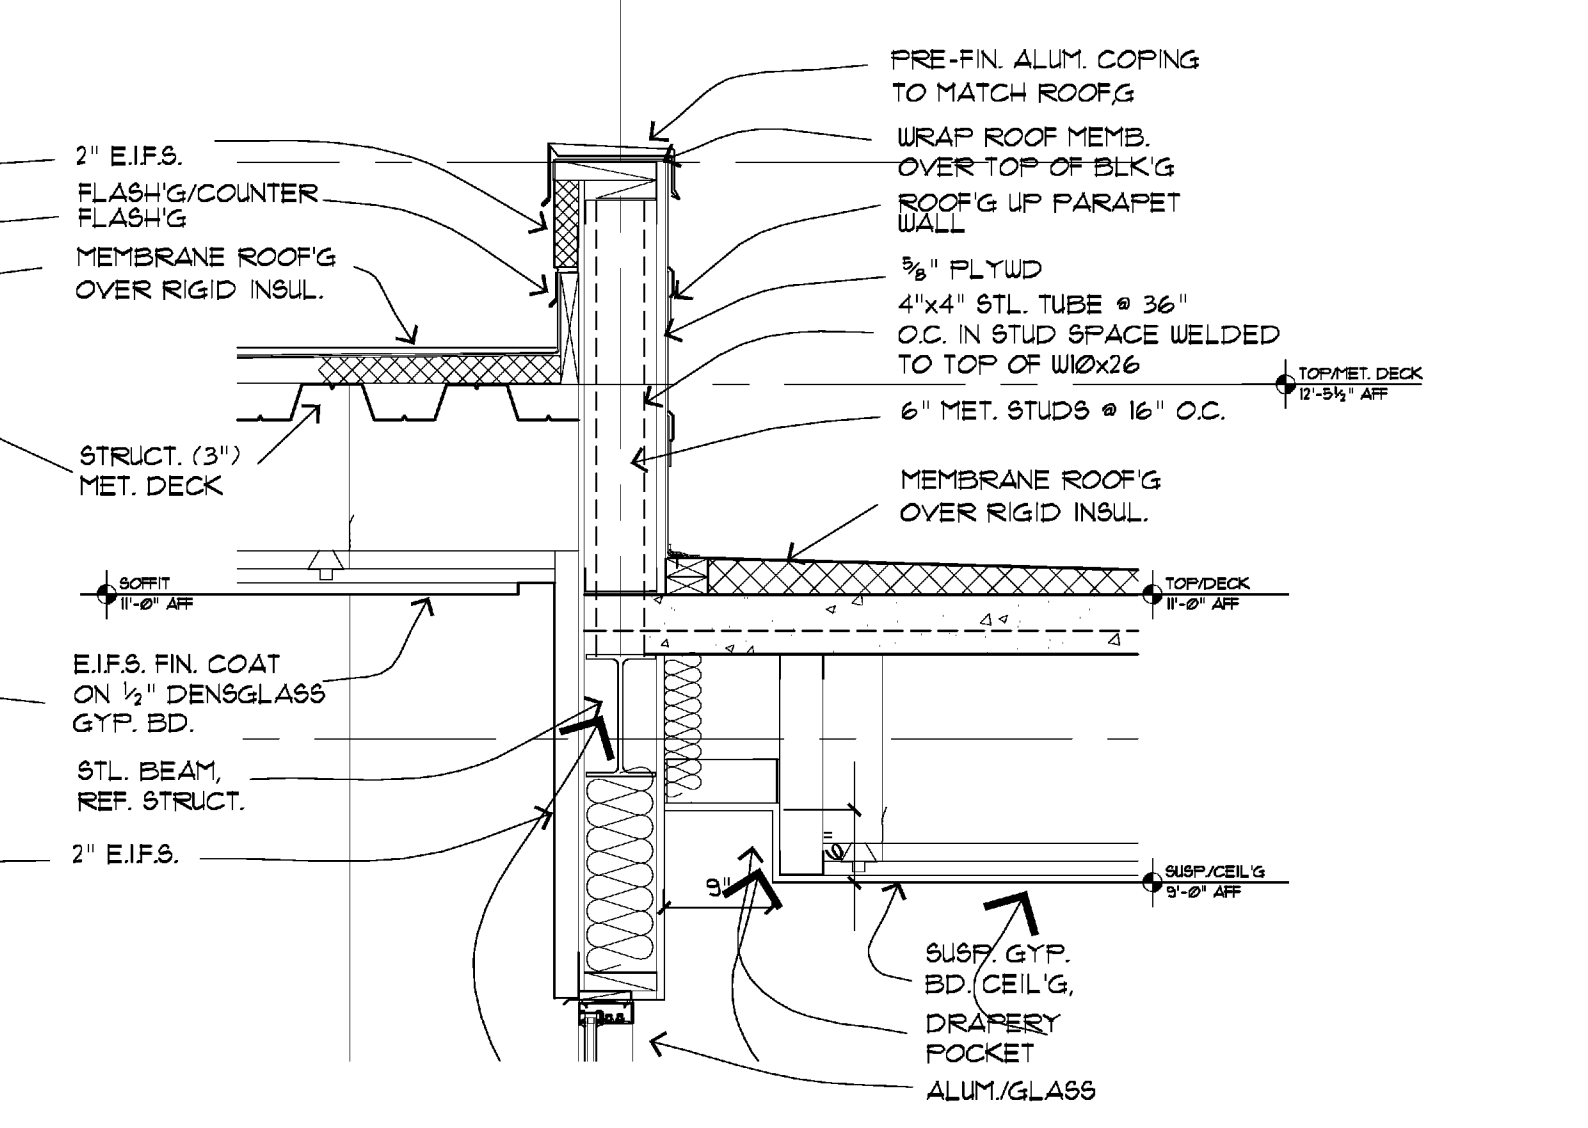 2" E.I.F.S.
FLASH'G/COUNTER
FLASH'G
MEMBRANE ROOF'G
OVER RIGID INSUL.
STRUCT. (3")
MET. DECK
SOFFIT
11'-0" AFF
E.I.F.S. FIN. COAT
ON ½" DENSGLASS
GYP. BD.
STL. BEAM,
REF. STRUCT.
2" E.I.F.S.
PRE-FIN. ALUM. COPING
TO MATCH ROOF'G
WRAP ROOF MEMB.
OVER TOP OF BLK'G
ROOF'G UP PARAPET
WALL
⅝" PLYWD
4"x4" STL. TUBE @ 36"
O.C. IN STUD SPACE WELDED
TO TOP OF W10x26
TOP/MET. DECK
12'-5½" AFF
6" MET. STUDS @ 16" O.C.
MEMBRANE ROOF'G
OVER RIGID INSUL.
TOP/DECK
11'-0" AFF
6"
9"
SUSP./CEIL'G
9'-0" AFF
SUSP. GYP.
BD. CEIL'G,
DRAPERY
POCKET
ALUM./GLASS